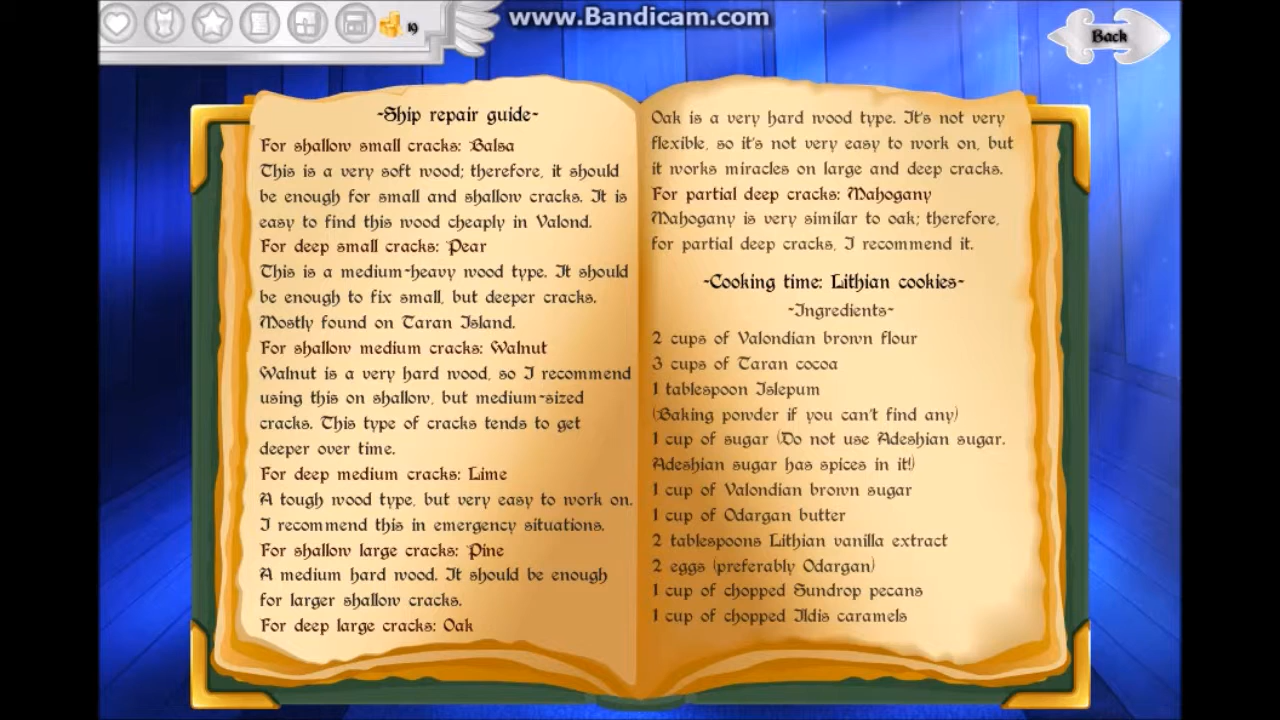 www.Bandicam.com
19
Back
-Ship repair guide-
For shallow small cracks: Balsa
This is a very soft wood; therefore, it should
be enough for small and shallow cracks. It is
easy to find this wood cheaply in Valond.
For deep small cracks: Pear
This is a medium-heavy wood type. It should
be enough to fix small, but deeper cracks.
Mostly found on Taran Island.
For shallow medium cracks: Walnut
Walnut is a very hard wood, so I recommend
using this on shallow, but medium-sized
cracks. This type of cracks tends to get
deeper over time.
For deep medium cracks: Lime
A tough wood type, but very easy to work on.
I recommend this in emergency situations.
For shallow large cracks: Pine
A medium hard wood. It should be enough
for larger shallow cracks.
For deep large cracks: Oak
Oak is a very hard wood type. It's not very
flexible, so it's not very easy to work on, but
it works miracles on large and deep cracks.
For partial deep cracks: Mahogany
Mahogany is very similar to oak; therefore,
for partial deep cracks, I recommend it.
-Cooking time: Lithian cookies-
-Ingredients-
2 cups of Valondian brown flour
3 cups of Taran cocoa
1 tablespoon Islepum
(Baking powder if you can't find any)
1 cup of sugar (Do not use Adeshian sugar.
Adeshian sugar has spices in it!)
1 cup of Valondian brown sugar
1 cup of Odargan butter
2 tablespoons Lithian vanilla extract
2 eggs (preferably Odargan)
1 cup of chopped Sundrop pecans
1 cup of chopped Ildis caramels